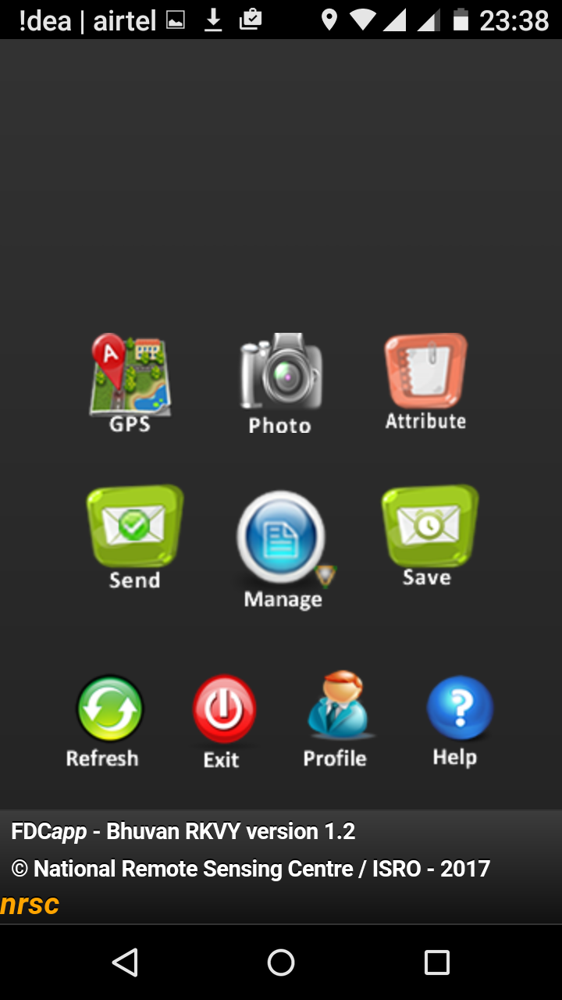 !dea | airtel 23:38
A
GPS Photo Attribute
Send Manage Save
Refresh Exit Profile Help
FDCapp - Bhuvan RKVY version 1.2
© National Remote Sensing Centre / ISRO - 2017
nrsc